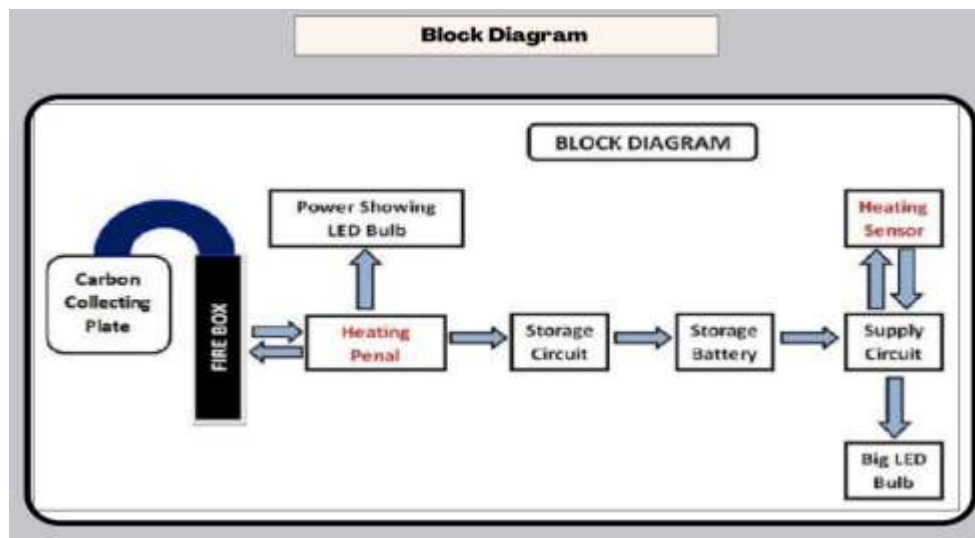 Block Diagram
BLOCK DIAGRAM
Power Showing
LED Bulb
Heating
Sensor
Carbon
Collecting
Plate
FIRE BOX
Heating
Penal
Storage
Circuit
Storage
Battery
Supply
Circuit
Big LED
Bulb